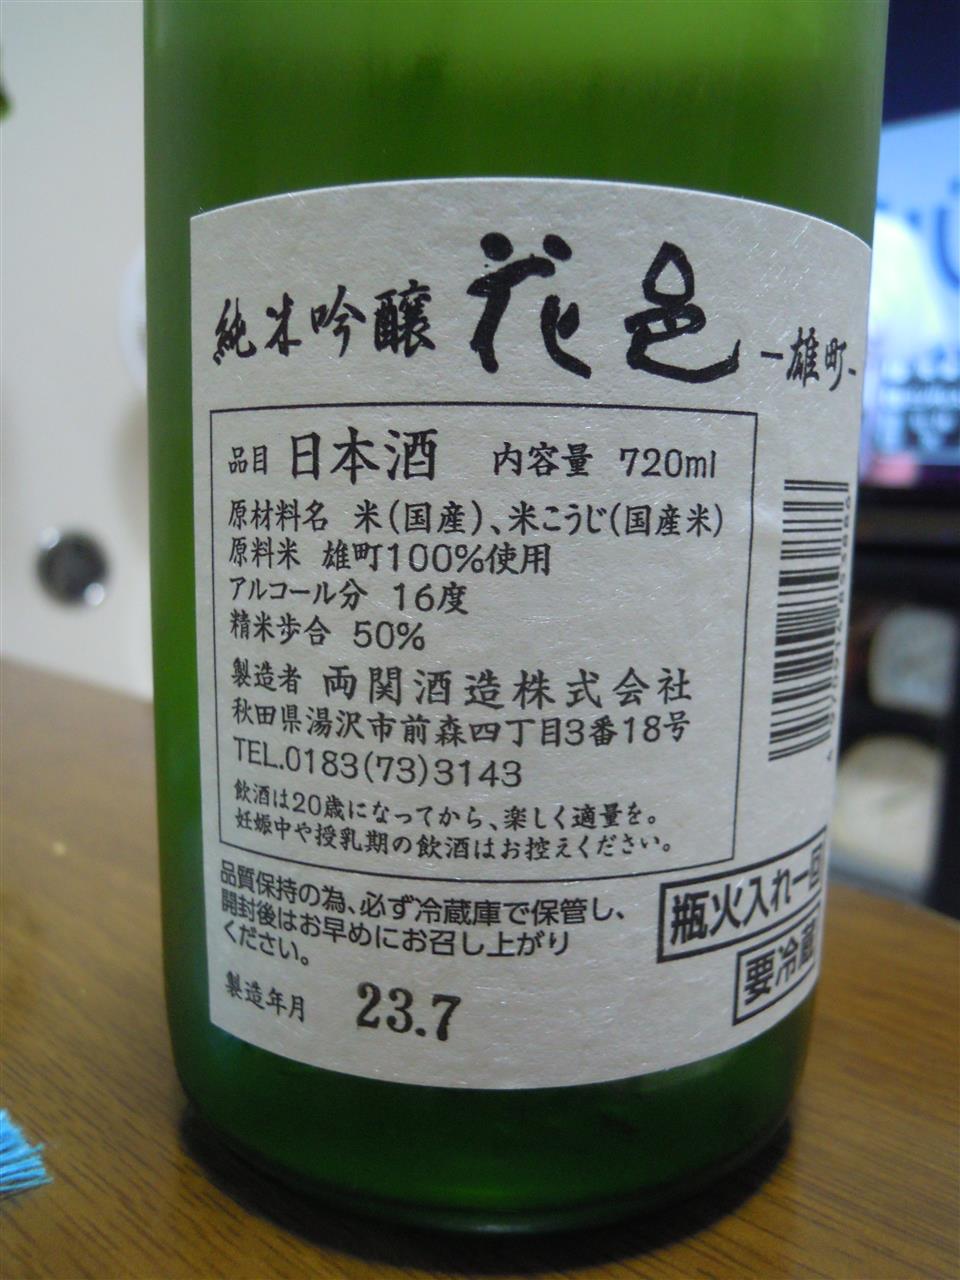 純米吟醸 花邑 -雄町-
品目 日本酒 内容量 720ml
原材料名 米(国産)、米こうじ(国産米)
原料米 雄町100%使用
アルコール分 16度
精米歩合 50%
製造者 両関酒造株式会社
秋田県湯沢市前森四丁目3番18号
TEL.0183(73)3143
飲酒は20歳になってから、楽しく適量を。
妊娠中や授乳期の飲酒はお控えください。
品質保持の為、必ず冷蔵庫で保管し、
開封後はお早めにお召し上がり
ください。
瓶火入れ一回
要冷蔵
製造年月 23.7